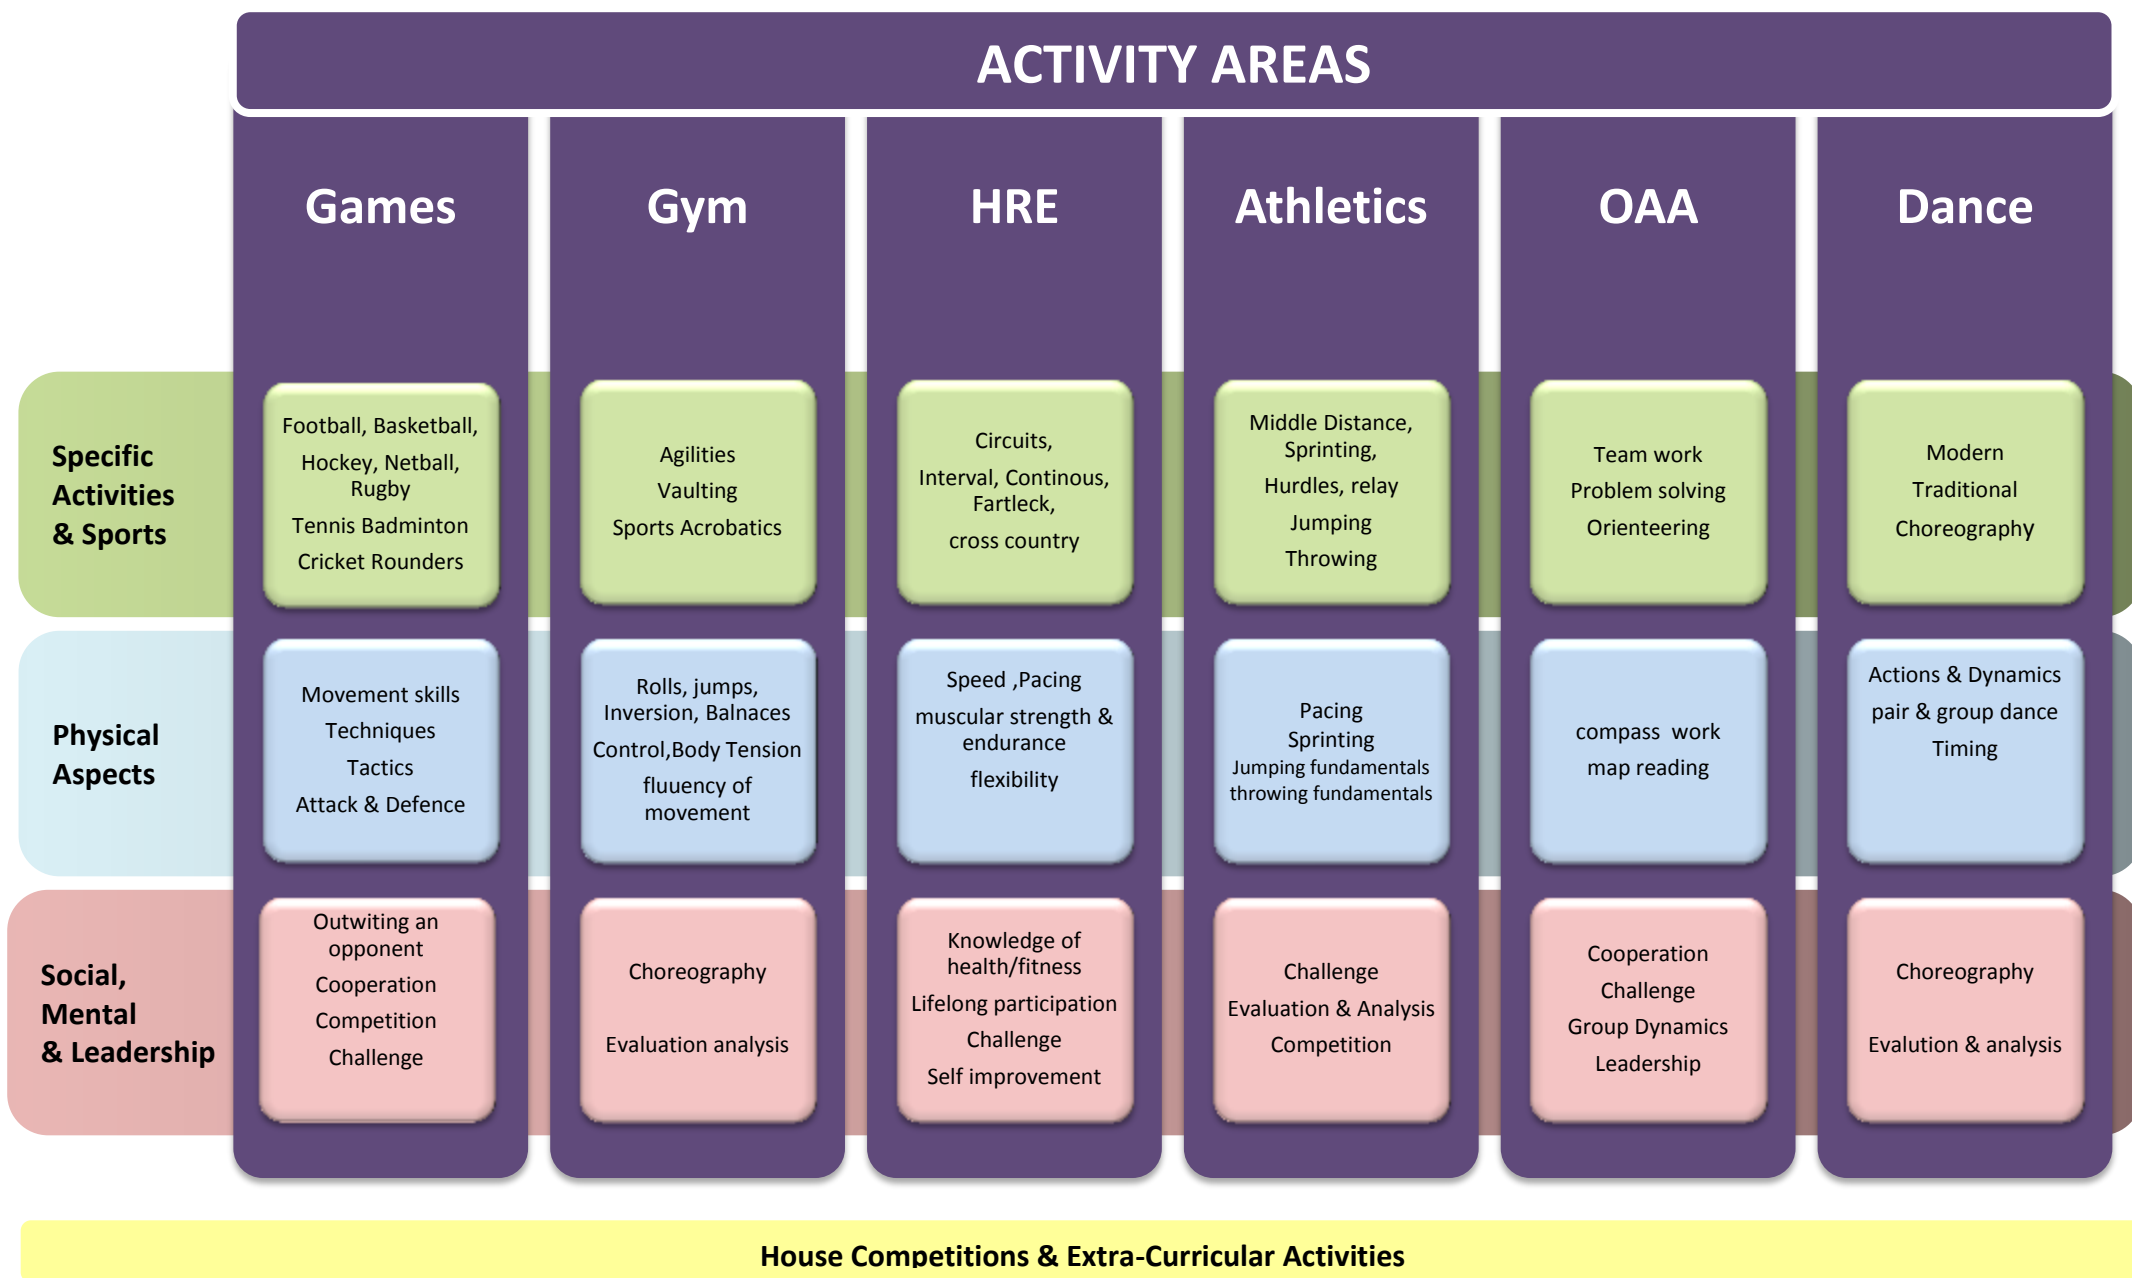 ACTIVITY AREAS
Games
Gym
HRE
Athletics
OAA
Dance
Specific
Activities
& Sports
Football, Basketball,
Hockey, Netball,
Rugby
Tennis Badminton
Cricket Rounders
Agilities
Vaulting
Sports Acrobatics
Circuits,
Interval, Continous,
Fartleck,
cross country
Middle Distance,
Sprinting,
Hurdles, relay
Jumping
Throwing
Team work
Problem solving
Orienteering
Modern
Traditional
Choreography
Physical
Aspects
Movement skills
Techniques
Tactics
Attack & Defence
Rolls, jumps,
Inversion, Balnaces
Control,Body Tension
fluuency of
movement
Speed ,Pacing
muscular strength &
endurance
flexibility
Pacing
Sprinting
Jumping fundamentals
throwing fundamentals
compass work
map reading
Actions & Dynamics
pair & group dance
Timing
Social,
Mental
& Leadership
Outwiting an
opponent
Cooperation
Competition
Challenge
Choreography
Evaluation analysis
Knowledge of
health/fitness
Lifelong participation
Challenge
Self improvement
Challenge
Evaluation & Analysis
Competition
Cooperation
Challenge
Group Dynamics
Leadership
Choreography
Evalution & analysis
House Competitions & Extra-Curricular Activities